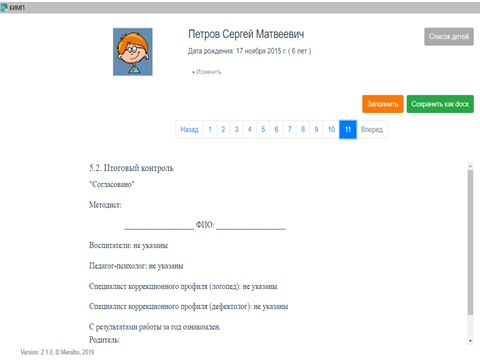 КИМП
Петров Сергей Матвеевич
Список детей
Дата рождения: 17 ноября 2015 г. ( 6 лет )
Изменить
Заполнить
Сохранить как docx
Назад 1 2 3 4 5 6 7 8 9 10 11 Вперед
5.2. Итоговый контроль
"Согласовано"
Методист:
____________________ ФИО: ____________________
Воспитатели: не указаны
Педагог-психолог: не указаны
Специалист коррекционного профиля (логопед): не указаны
Специалист коррекционного профиля (дефектолог): не указаны
С результатами работы за год ознакомлен.
Родитель:
Version: 2.1.0, © Mersibo, 2019